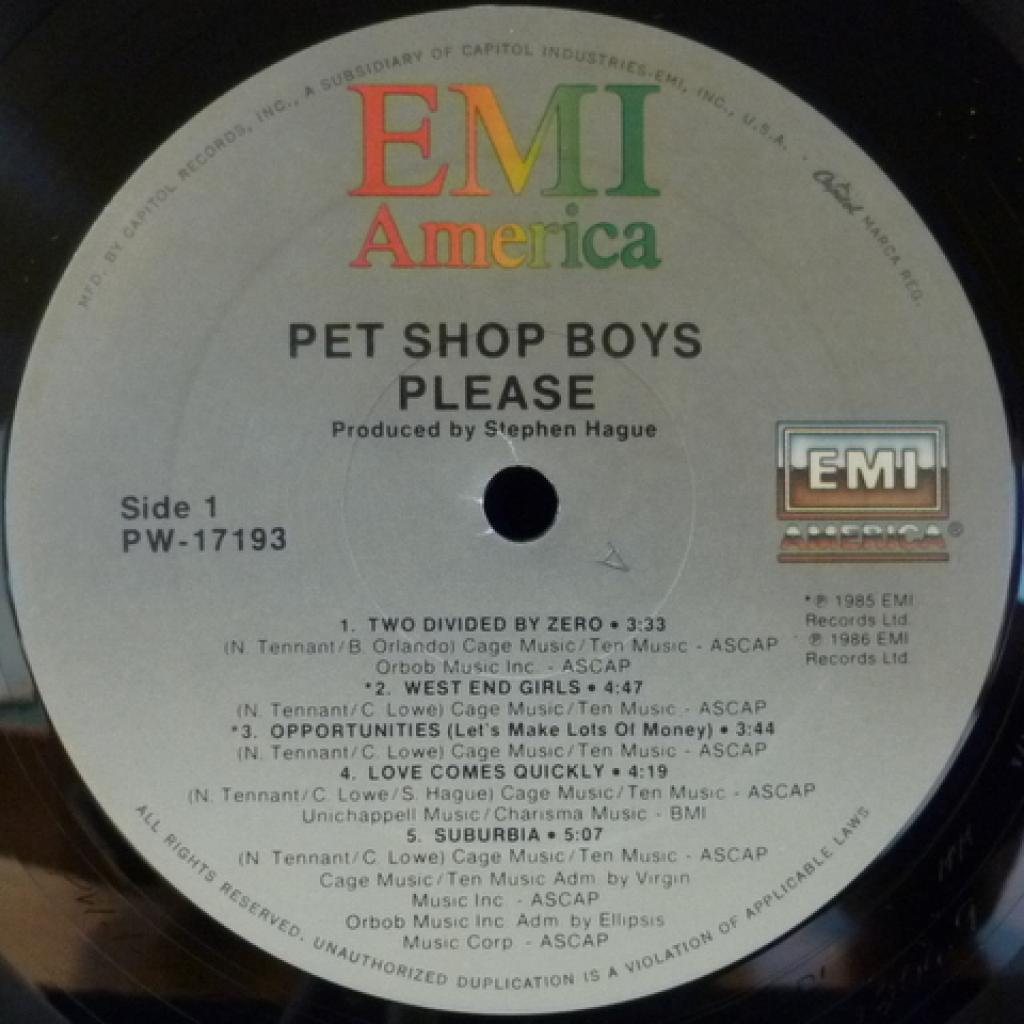 MFD. BY CAPITOL RECORDS, INC., A SUBSIDIARY OF CAPITOL INDUSTRIES-EMI, INC., U.S.A. . Capitol MARCA REG.
EMI
America
PET SHOP BOYS
PLEASE
Produced by Stephen Hague
Side 1
PW-17193
EMI
AMERICA®
* ℗ 1985 EMI
Records Ltd.
℗ 1986 EMI
Records Ltd.
1. TWO DIVIDED BY ZERO • 3:33
(N. Tennant/B. Orlando) Cage Music/Ten Music - ASCAP
Orbob Music Inc. - ASCAP
*2. WEST END GIRLS • 4:47
(N. Tennant/C. Lowe) Cage Music/Ten Music - ASCAP
*3. OPPORTUNITIES (Let's Make Lots Of Money) • 3:44
(N. Tennant/C. Lowe) Cage Music/Ten Music - ASCAP
4. LOVE COMES QUICKLY • 4:19
(N. Tennant/C. Lowe/S. Hague) Cage Music/Ten Music - ASCAP
Unichappell Music/Charisma Music - BMI
5. SUBURBIA • 5:07
(N. Tennant/C. Lowe) Cage Music/Ten Music - ASCAP
Cage Music/Ten Music Adm. by Virgin
Music Inc. - ASCAP
Orbob Music Inc. Adm. by Ellipsis
Music Corp - ASCAP
ALL RIGHTS RESERVED. UNAUTHORIZED DUPLICATION IS A VIOLATION OF APPLICABLE LAWS